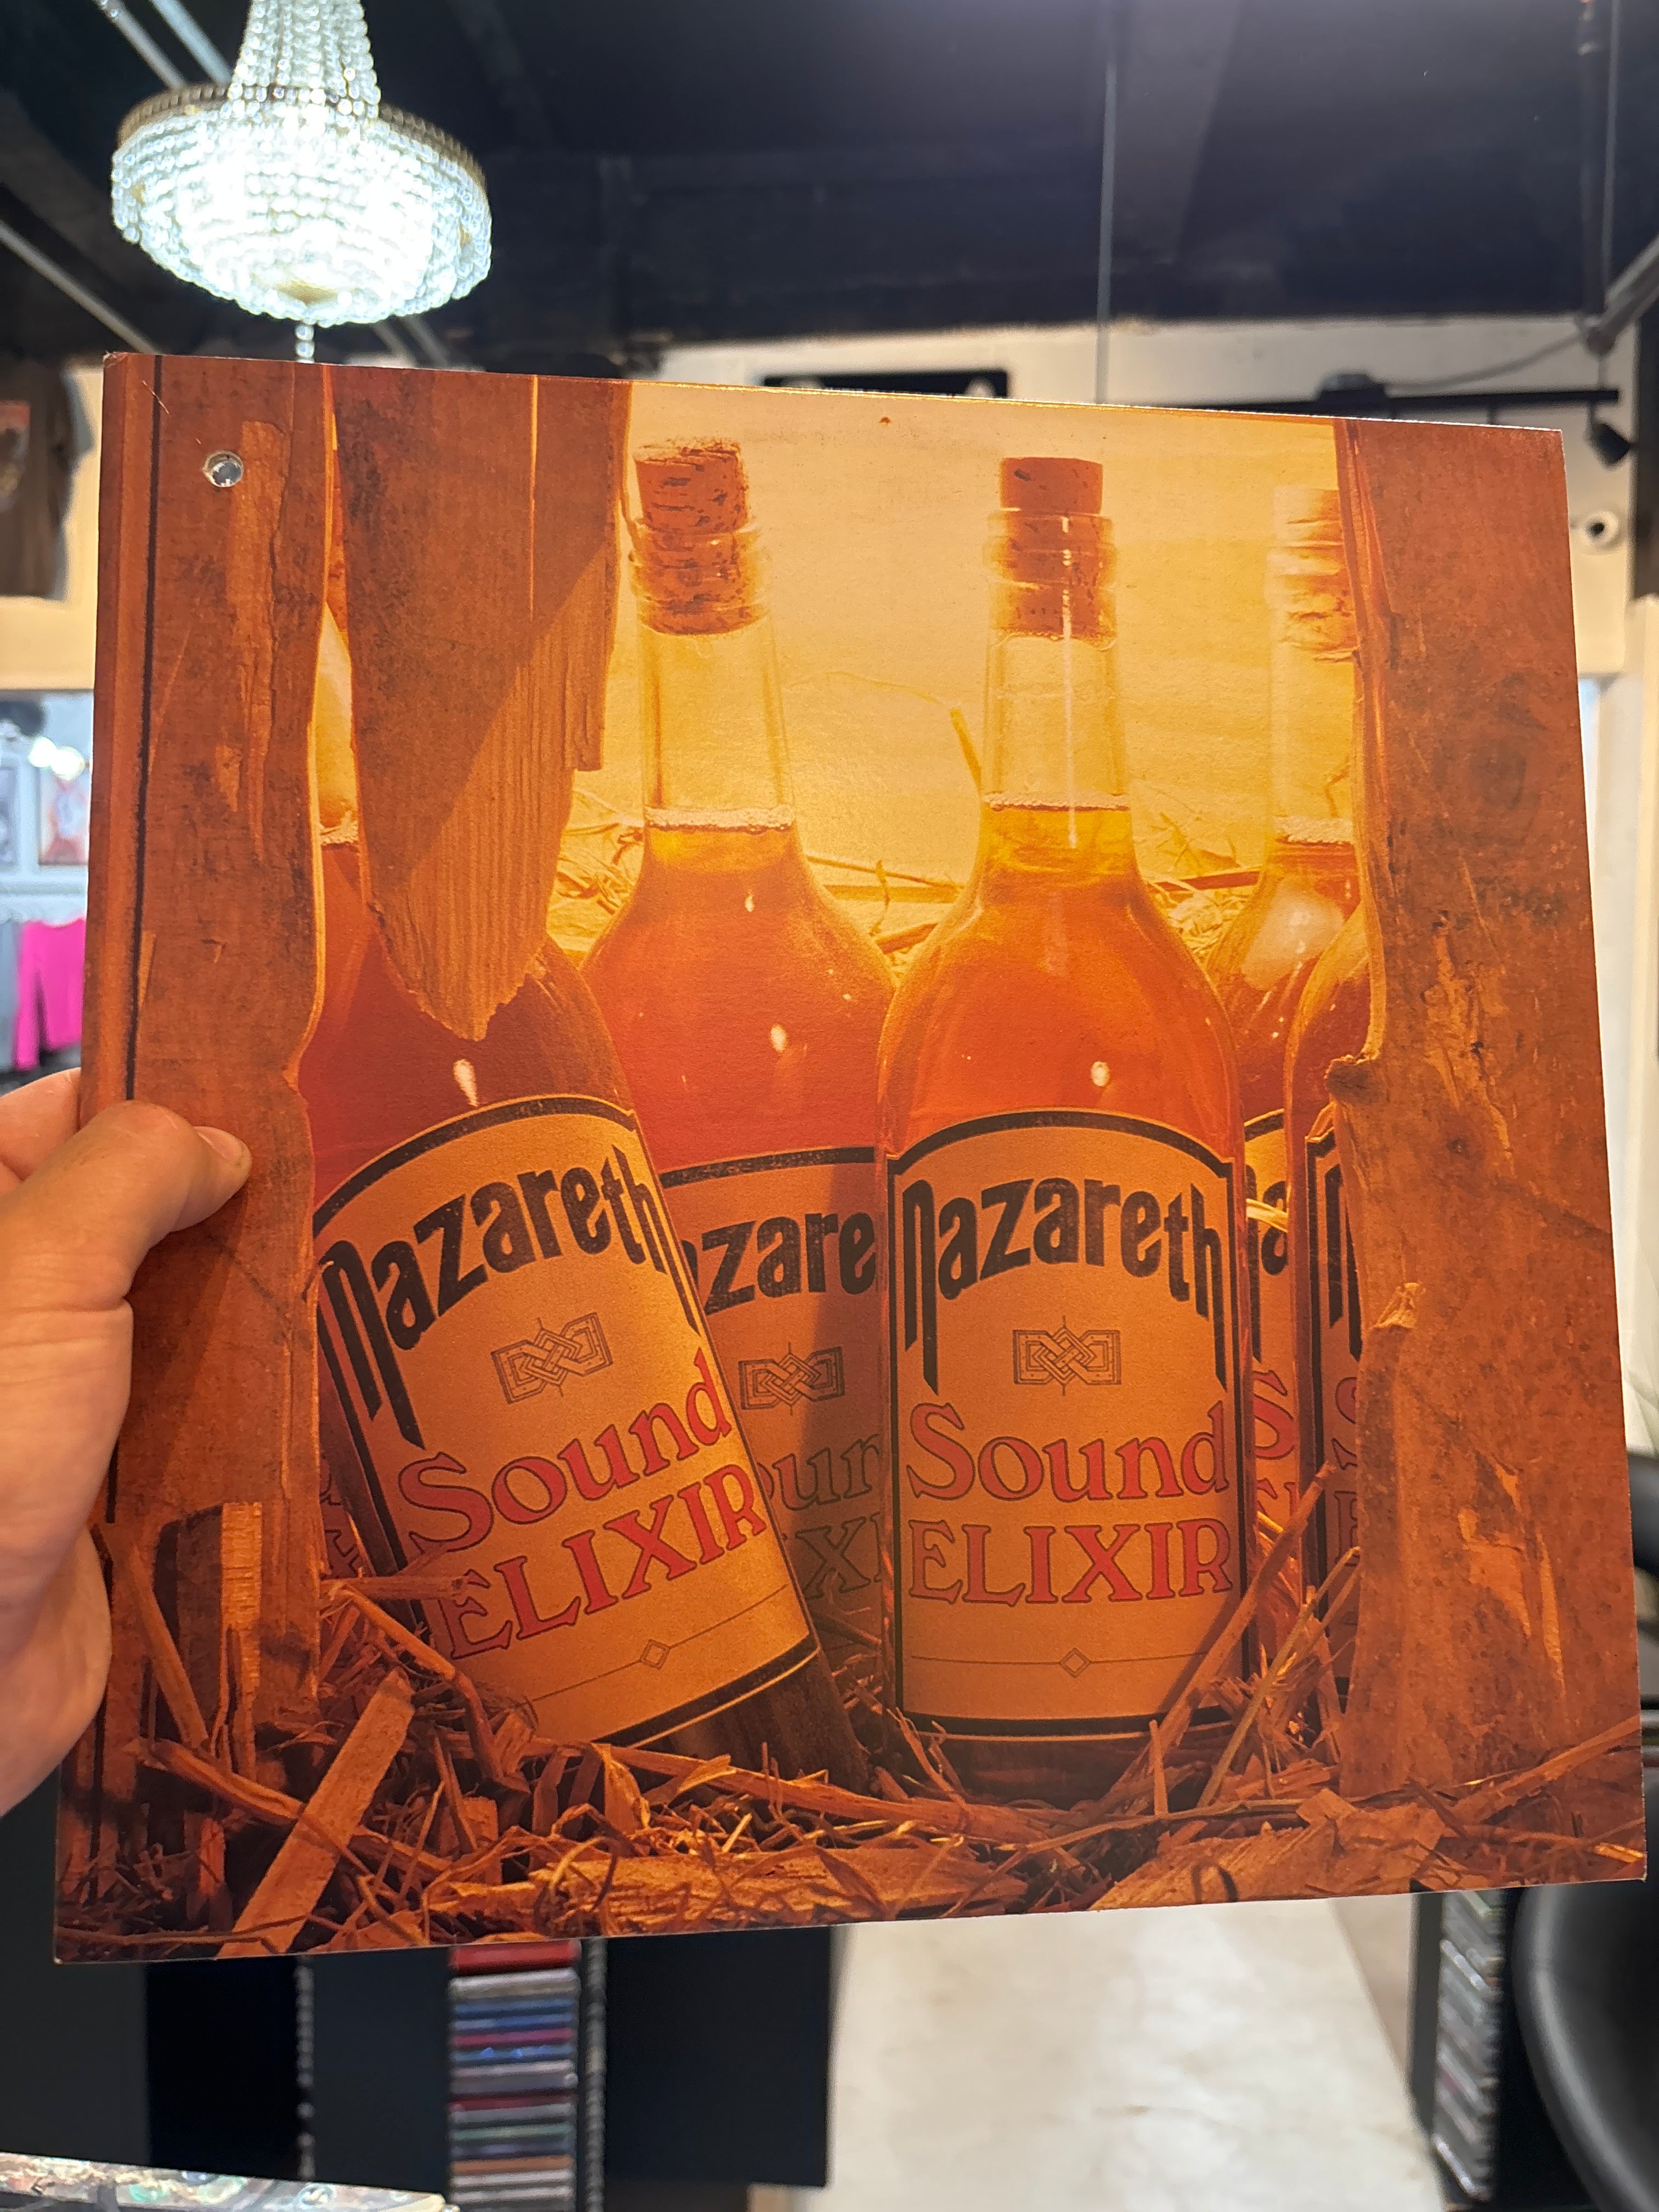 Nazareth
Sound
ELIXIR
Nazareth
Sound
ELIXIR